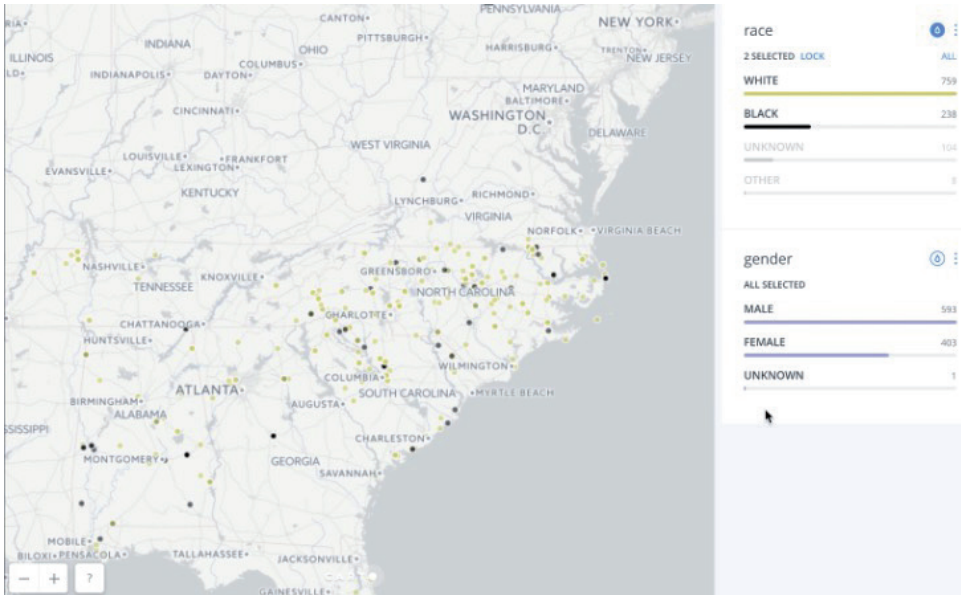 PENNSYLVANIA
CANTON
NEW YORK
PITTSBURGH
INDIANA
OHIO
HARRISBURG
TRENTON
ILLINOIS
COLUMBUS
NEW JERSEY
INDIANAPOLIS
DAYTON
MARYLAND
BALTIMORE
CINCINNATI
WASHINGTON
D.C.
DELAWARE
WEST VIRGINIA
LOUISVILLE
FRANKFORT
EVANSVILLE
LEXINGTON
KENTUCKY
LYNCHBURG
RICHMOND
VIRGINIA
NORFOLK
VIRGINIA BEACH
NASHVILLE
KNOXVILLE
GREENSBORO
TENNESSEE
NORTH CAROLINA
CHARLOTTE
CHATTANOOGA
HUNTSVILLE
WILMINGTON
COLUMBIA
ATLANTA
SOUTH CAROLINA
MYRTLE BEACH
BIRMINGHAM
AUGUSTA
ALABAMA
SSISSIPPI
CHARLESTON
MONTGOMERY
GEORGIA
SAVANNAH
MOBILE
BILOXI
PENSACOLA
TALLAHASSEE
JACKSONVILLE
GAINESVILLE
− + ?
race
2 SELECTED LOCK ALL
WHITE 759
BLACK 238
UNKNOWN 104
OTHER 8
gender
ALL SELECTED
MALE 593
FEMALE 403
UNKNOWN 1